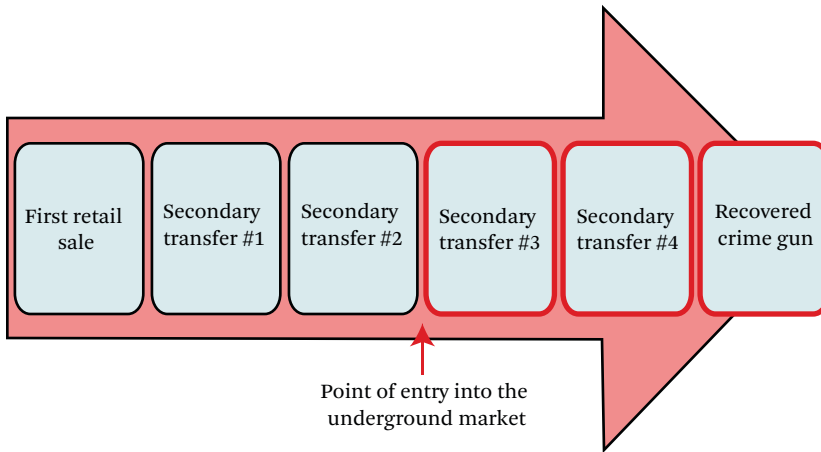 First retail
sale
Secondary
transfer #1
Secondary
transfer #2
Secondary
transfer #3
Secondary
transfer #4
Recovered
crime gun
Point of entry into the
underground market